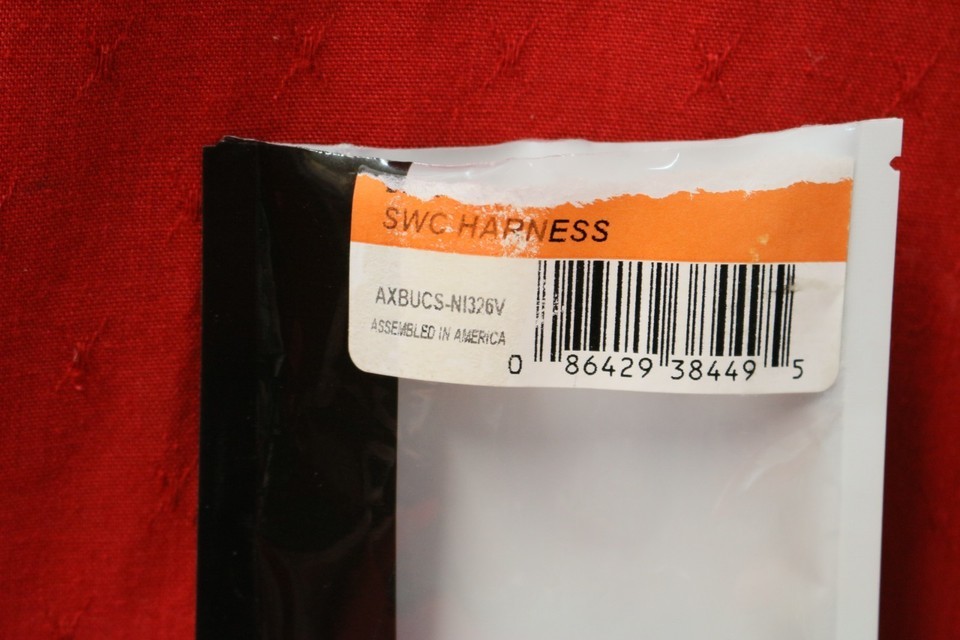 SWC HARNESS
AXBUCS-NI326V
ASSEMBLED IN AMERICA
0 86429 38449 5